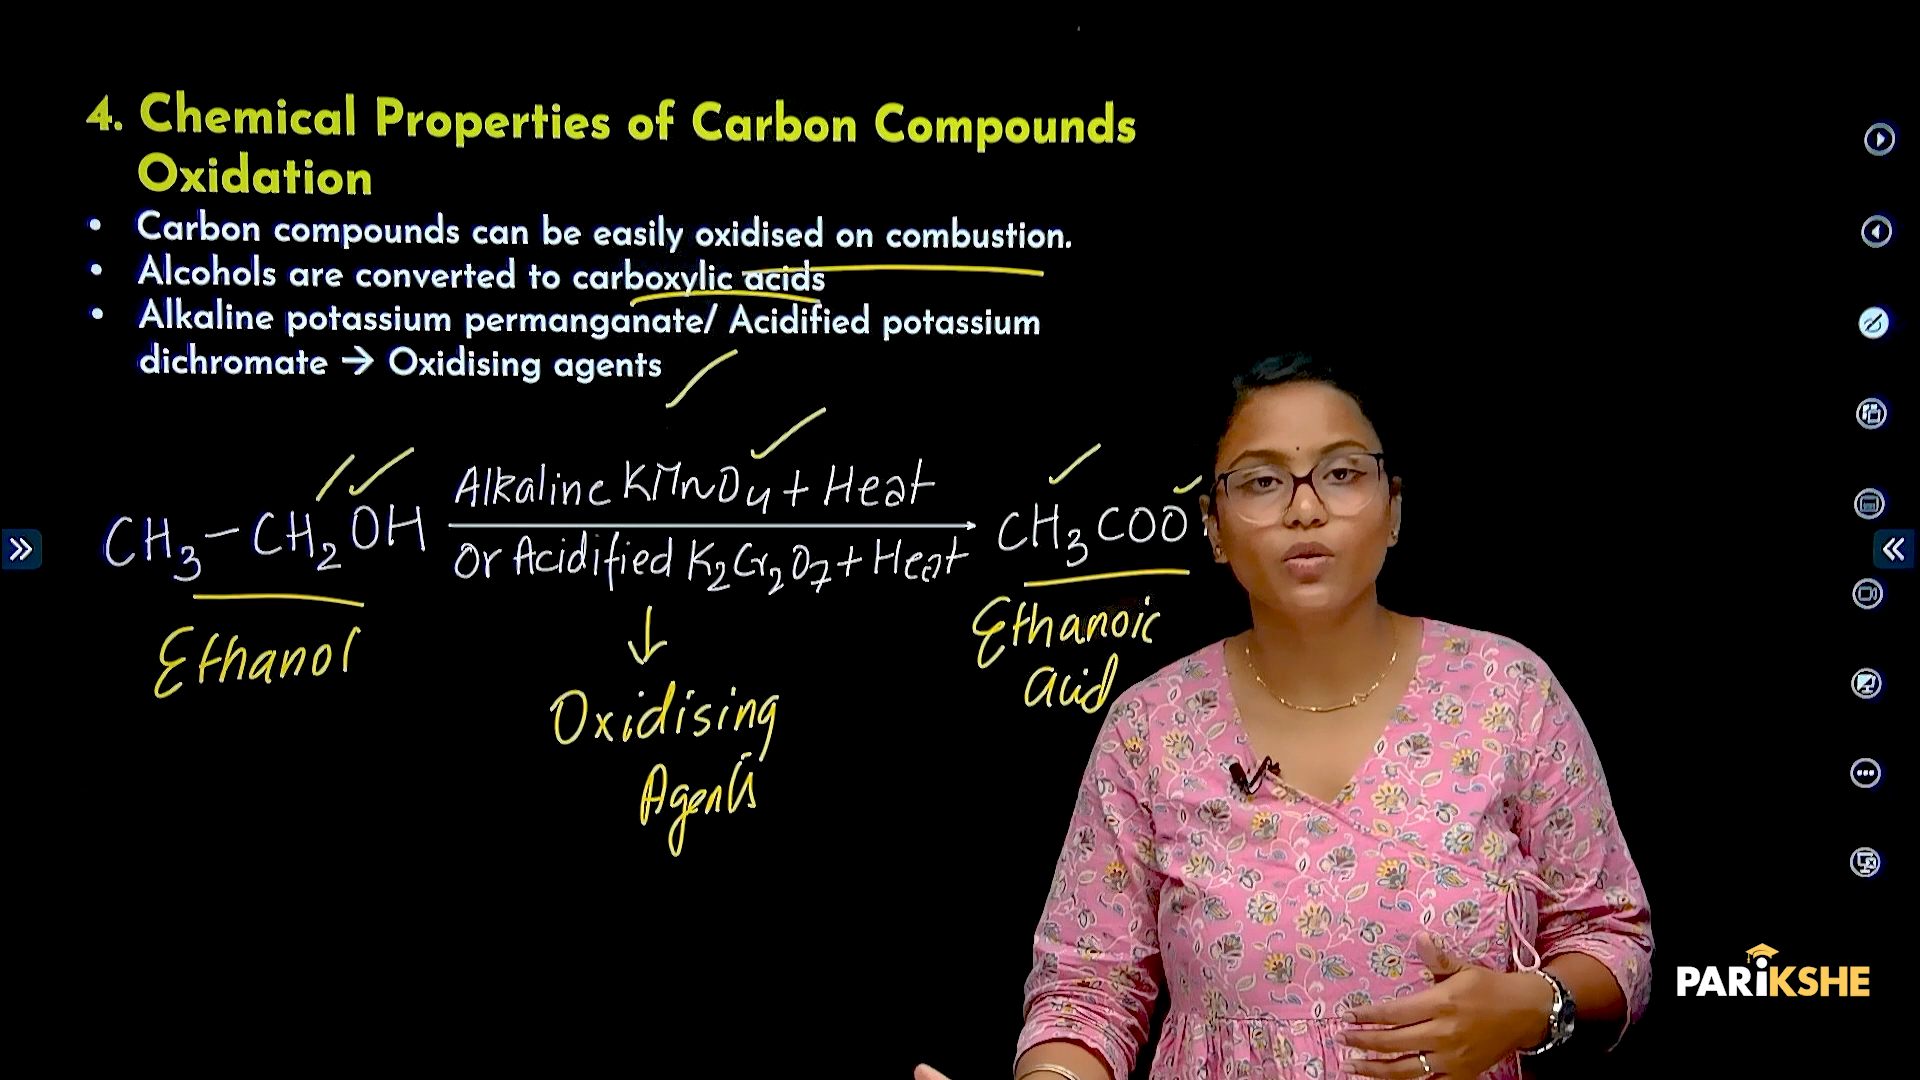 4. Chemical Properties of Carbon Compounds
Oxidation
• Carbon compounds can be easily oxidised on combustion.
• Alcohols are converted to carboxylic acids
• Alkaline potassium permanganate/ Acidified potassium
dichromate → Oxidising agents
CH₃-CH₂OH
Alkaline KMnO₄ + Heat
Or Acidified K₂Cr₂O₇ + Heat
CH₃COO
Ethanol
Oxidising
Agents
Ethanoic
acid
PARiKSHE